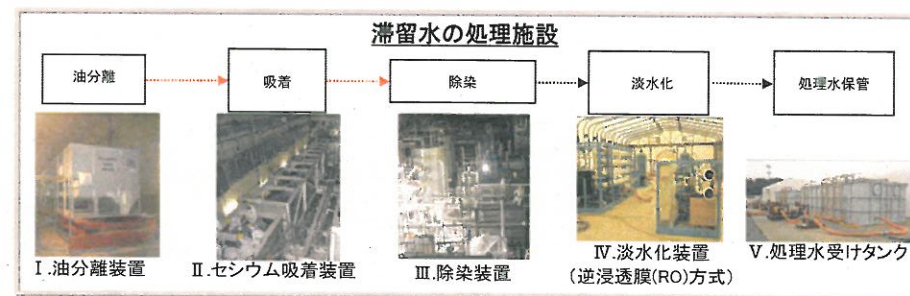 滞留水の処理施設
油分離
吸着
除染
淡水化
処理水保管
Ⅰ.油分離装置
Ⅱ.セシウム吸着装置
Ⅲ.除染装置
Ⅳ.淡水化装置
(逆浸透膜(RO)方式)
Ⅴ.処理水受けタンク